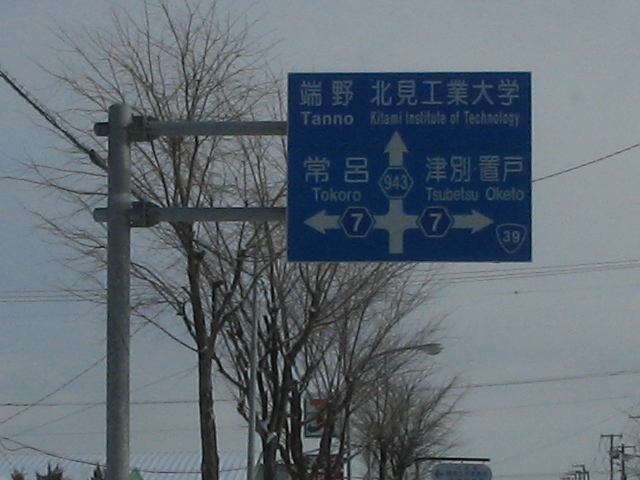 端野 北見工業大学
Tanno Kitami Institute of Technology
943
常呂 津別・置戸
Tokoro Tsubetsu Oketo
7 7
39